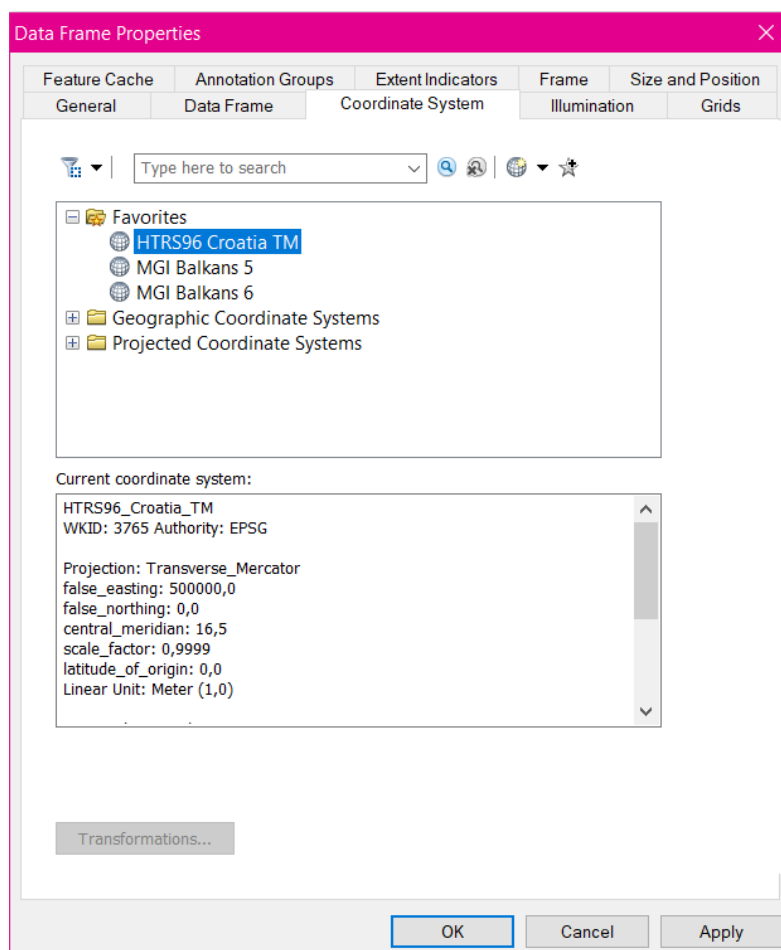 Data Frame Properties
Feature Cache Annotation Groups Extent Indicators Frame Size and Position
General Data Frame Coordinate System Illumination Grids
Type here to search
Favorites
HTRS96 Croatia TM
MGI Balkans 5
MGI Balkans 6
Geographic Coordinate Systems
Projected Coordinate Systems
Current coordinate system:
HTRS96_Croatia_TM
WKID: 3765 Authority: EPSG
Projection: Transverse_Mercator
false_easting: 500000,0
false_northing: 0,0
central_meridian: 16,5
scale_factor: 0,9999
latitude_of_origin: 0,0
Linear Unit: Meter (1,0)
Transformations...
OK Cancel Apply